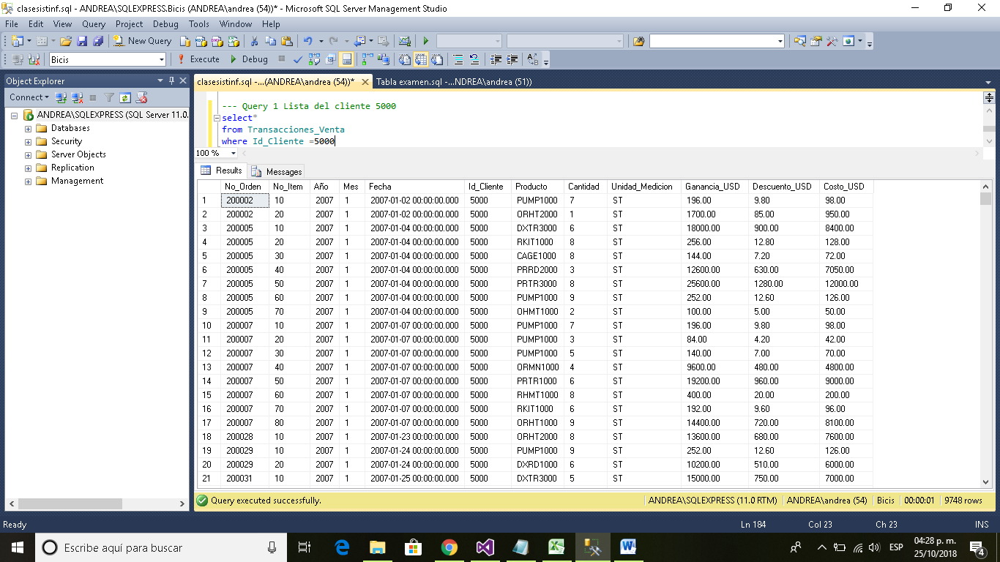 clasesistinf.sql - ANDREA\SQLEXPRESS.Bicis (ANDREA\andrea (54))* - Microsoft SQL Server Management Studio
File Edit View Query Project Debug Tools Window Help
New Query
Bicis Execute Debug
Object Explorer
clasesistinf.sql -...(ANDREA\andrea (54))* Tabla examen.sql -...NDREA\andrea (51))
Connect
ANDREA\SQLEXPRESS (SQL Server 11.0.
Databases
Security
Server Objects
Replication
Management
--- Query 1 Lista del cliente 5000
select*
from Transacciones_Venta
where Id_Cliente =5000
100 %
Results Messages
No_Orden No_Item Año Mes Fecha Id_Cliente Producto Cantidad Unidad_Medicion Ganancia_USD Descuento_USD Costo_USD
1 200002 10 2007 1 2007-01-02 00:00:00.000 5000 PUMP1000 7 ST 196.00 9.80 98.00
2 200002 20 2007 1 2007-01-02 00:00:00.000 5000 ORHT2000 1 ST 1700.00 85.00 950.00
3 200005 10 2007 1 2007-01-04 00:00:00.000 5000 DXTR3000 6 ST 18000.00 900.00 8400.00
4 200005 20 2007 1 2007-01-04 00:00:00.000 5000 RKIT1000 8 ST 256.00 12.80 128.00
5 200005 30 2007 1 2007-01-04 00:00:00.000 5000 CAGE1000 8 ST 144.00 7.20 72.00
6 200005 40 2007 1 2007-01-04 00:00:00.000 5000 PRRD2000 3 ST 12600.00 630.00 7050.00
7 200005 50 2007 1 2007-01-04 00:00:00.000 5000 PRTR3000 8 ST 25600.00 1280.00 12000.00
8 200005 60 2007 1 2007-01-04 00:00:00.000 5000 PUMP1000 9 ST 252.00 12.60 126.00
9 200005 70 2007 1 2007-01-04 00:00:00.000 5000 OHMT1000 2 ST 100.00 5.00 50.00
10 200007 10 2007 1 2007-01-07 00:00:00.000 5000 PUMP1000 7 ST 196.00 9.80 98.00
11 200007 20 2007 1 2007-01-07 00:00:00.000 5000 PUMP1000 3 ST 84.00 4.20 42.00
12 200007 30 2007 1 2007-01-07 00:00:00.000 5000 PUMP1000 5 ST 140.00 7.00 70.00
13 200007 40 2007 1 2007-01-07 00:00:00.000 5000 ORMN1000 4 ST 9600.00 480.00 4800.00
14 200007 50 2007 1 2007-01-07 00:00:00.000 5000 PRTR1000 6 ST 19200.00 960.00 9000.00
15 200007 60 2007 1 2007-01-07 00:00:00.000 5000 RHMT1000 8 ST 400.00 20.00 200.00
16 200007 70 2007 1 2007-01-07 00:00:00.000 5000 RKIT1000 6 ST 192.00 9.60 96.00
17 200007 80 2007 1 2007-01-07 00:00:00.000 5000 ORHT1000 9 ST 14400.00 720.00 8100.00
18 200028 10 2007 1 2007-01-23 00:00:00.000 5000 ORHT2000 8 ST 13600.00 680.00 7600.00
19 200029 10 2007 1 2007-01-24 00:00:00.000 5000 PUMP1000 9 ST 252.00 12.60 126.00
20 200029 20 2007 1 2007-01-24 00:00:00.000 5000 DXRD1000 6 ST 10200.00 510.00 6000.00
21 200031 10 2007 1 2007-01-25 00:00:00.000 5000 DXTR3000 5 ST 15000.00 750.00 7000.00
Query executed successfully. ANDREA\SQLEXPRESS (11.0 RTM) ANDREA\andrea (54) Bicis 00:00:01 9748 rows
Ready Ln 184 Col 23 Ch 23 INS
Escribe aquí para buscar ESP 04:28 p. m.
25/10/2018 4